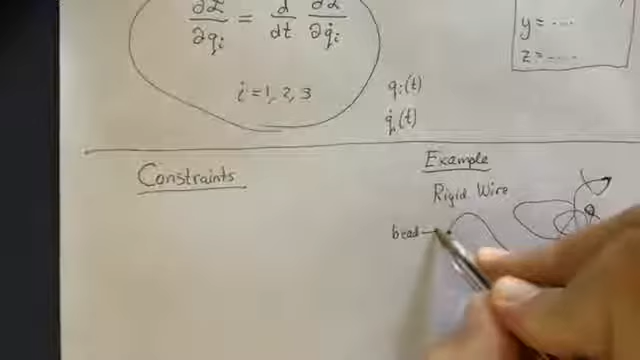 ∂ℒ/∂qᵢ = d/dt ∂ℒ/∂q̇ᵢ
i = 1, 2, 3
qᵢ(t)
q̇ᵢ(t)
y = ....
z = ....
Constraints
Example
Rigid Wire
bead